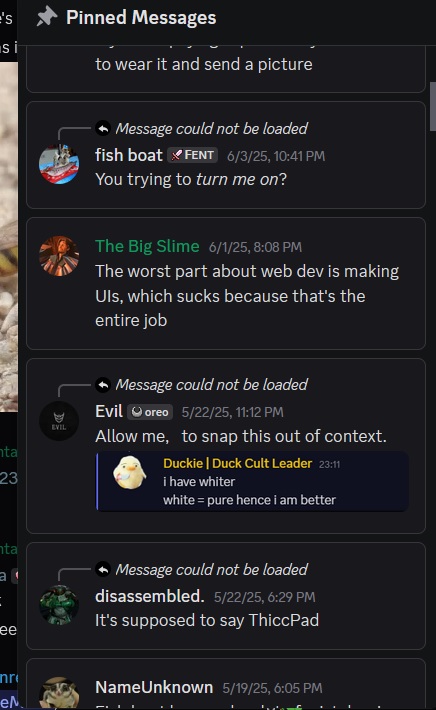 Pinned Messages
to wear it and send a picture
Message could not be loaded
fish boat FENT 6/3/25, 10:41 PM
You trying to turn me on?
The Big Slime 6/1/25, 8:08 PM
The worst part about web dev is making
UIs, which sucks because that's the
entire job
Message could not be loaded
Evil oreo 5/22/25, 11:12 PM
EVIL
Allow me, to snap this out of context.
Duckie | Duck Cult Leader 23:11
i have whiter
white = pure hence i am better
Message could not be loaded
disassembled. 5/22/25, 6:29 PM
It's supposed to say ThiccPad
NameUnknown 5/19/25, 6:05 PM